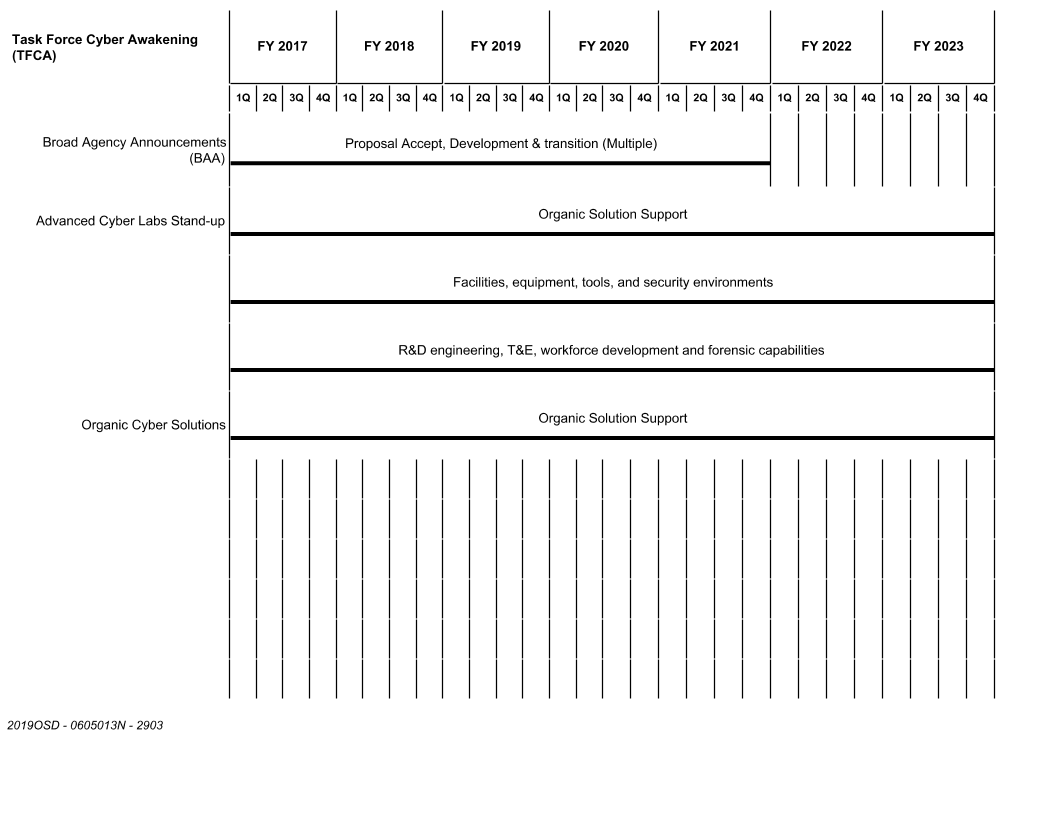 Task Force Cyber Awakening
(TFCA)
FY 2017 FY 2018 FY 2019 FY 2020 FY 2021 FY 2022 FY 2023
1Q 2Q 3Q 4Q 1Q 2Q 3Q 4Q 1Q 2Q 3Q 4Q 1Q 2Q 3Q 4Q 1Q 2Q 3Q 4Q 1Q 2Q 3Q 4Q 1Q 2Q 3Q 4Q
Broad Agency Announcements
(BAA)
Proposal Accept, Development & transition (Multiple)
Advanced Cyber Labs Stand-up
Organic Solution Support
Facilities, equipment, tools, and security environments
R&D engineering, T&E, workforce development and forensic capabilities
Organic Cyber Solutions
Organic Solution Support
2019OSD - 0605013N - 2903